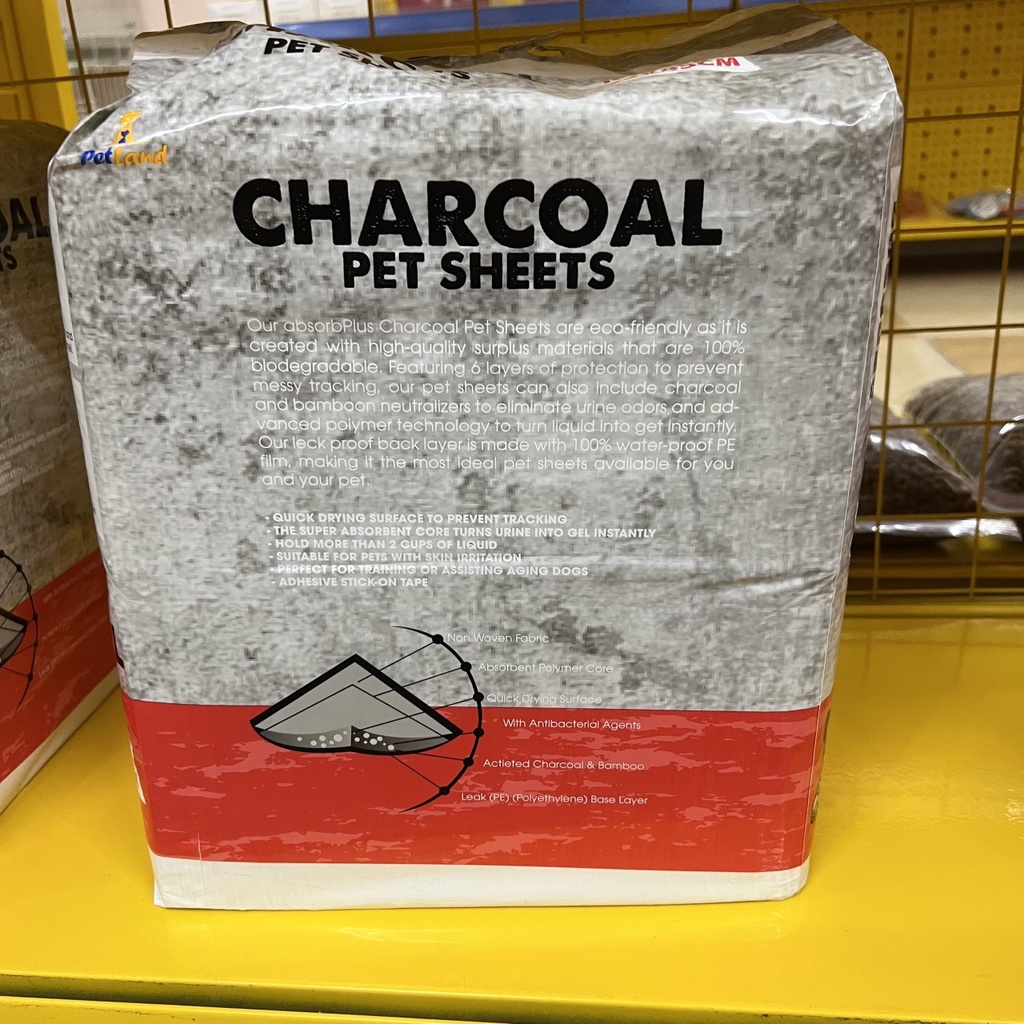 PET
PetLand
CHARCOAL
PET SHEETS
Our absorbPlus Charcoal Pet Sheets are eco-friendly as it is
created with high-quality surplus materials that are 100%
biodegradable. Featuring 6 layers of protection to prevent
messy tracking, our pet sheets can also include charcoal
and bamboon neutralizers to eliminate urine odors and ad-
vanced polymer technology to turn liquid into get instantly.
Our leck proof back layer is made with 100% water-proof PE
film, making it the most ideal pet sheets available for you
and your pet.
- QUICK DRYING SURFACE TO PREVENT TRACKING
- THE SUPER ABSORBENT CORE TURNS URINE INTO GEL INSTANTLY
- HOLD MORE THAN 2 CUPS OF LIQUID
- SUITABLE FOR PETS WITH SKIN IRRITATION
- PERFECT FOR TRAINING OR ASSISTING AGING DOGS
- ADHESIVE STICK-ON TAPE
Non Woven Fabric
Absofbent Polymer Core
Quick Drying Surface
With Antibacterial Agents
Actieted Charcoal & Bamboo
Leak (PE) (Polyethylene) Base Layer